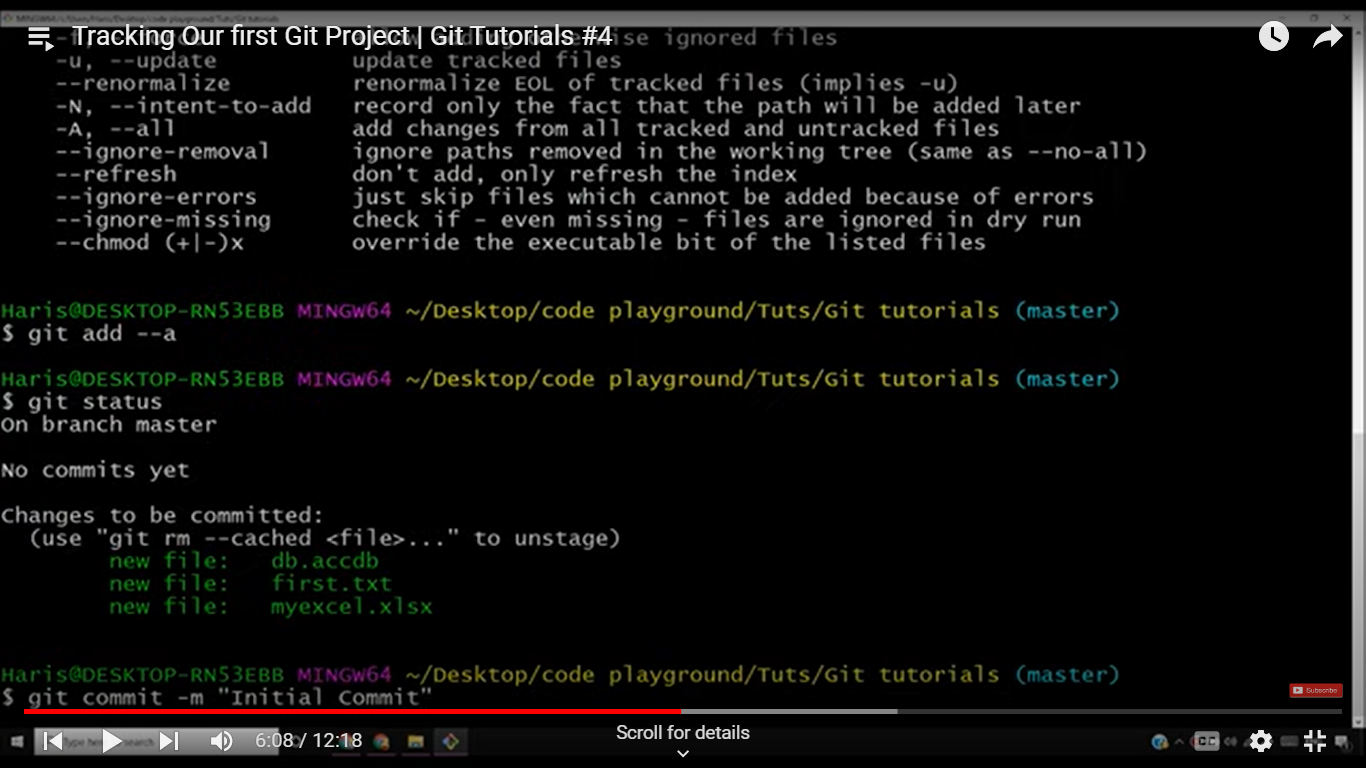 Tracking Our first Git Project | Git Tutorials #4
ise ignored files
-u, --update update tracked files
--renormalize renormalize EOL of tracked files (implies -u)
-N, --intent-to-add record only the fact that the path will be added later
-A, --all add changes from all tracked and untracked files
--ignore-removal ignore paths removed in the working tree (same as --no-all)
--refresh don't add, only refresh the index
--ignore-errors just skip files which cannot be added because of errors
--ignore-missing check if - even missing - files are ignored in dry run
--chmod (+|-)x override the executable bit of the listed files
Haris@DESKTOP-RN53EBB MINGW64 ~/Desktop/code playground/Tuts/Git tutorials (master)
$ git add --a
Haris@DESKTOP-RN53EBB MINGW64 ~/Desktop/code playground/Tuts/Git tutorials (master)
$ git status
On branch master
No commits yet
Changes to be committed:
(use "git rm --cached <file>..." to unstage)
new file: db.accdb
new file: first.txt
new file: myexcel.xlsx
Haris@DESKTOP-RN53EBB MINGW64 ~/Desktop/code playground/Tuts/Git tutorials (master)
$ git commit -m "Initial Commit"
Subscribe
6:08 / 12:18
Scroll for details
CC